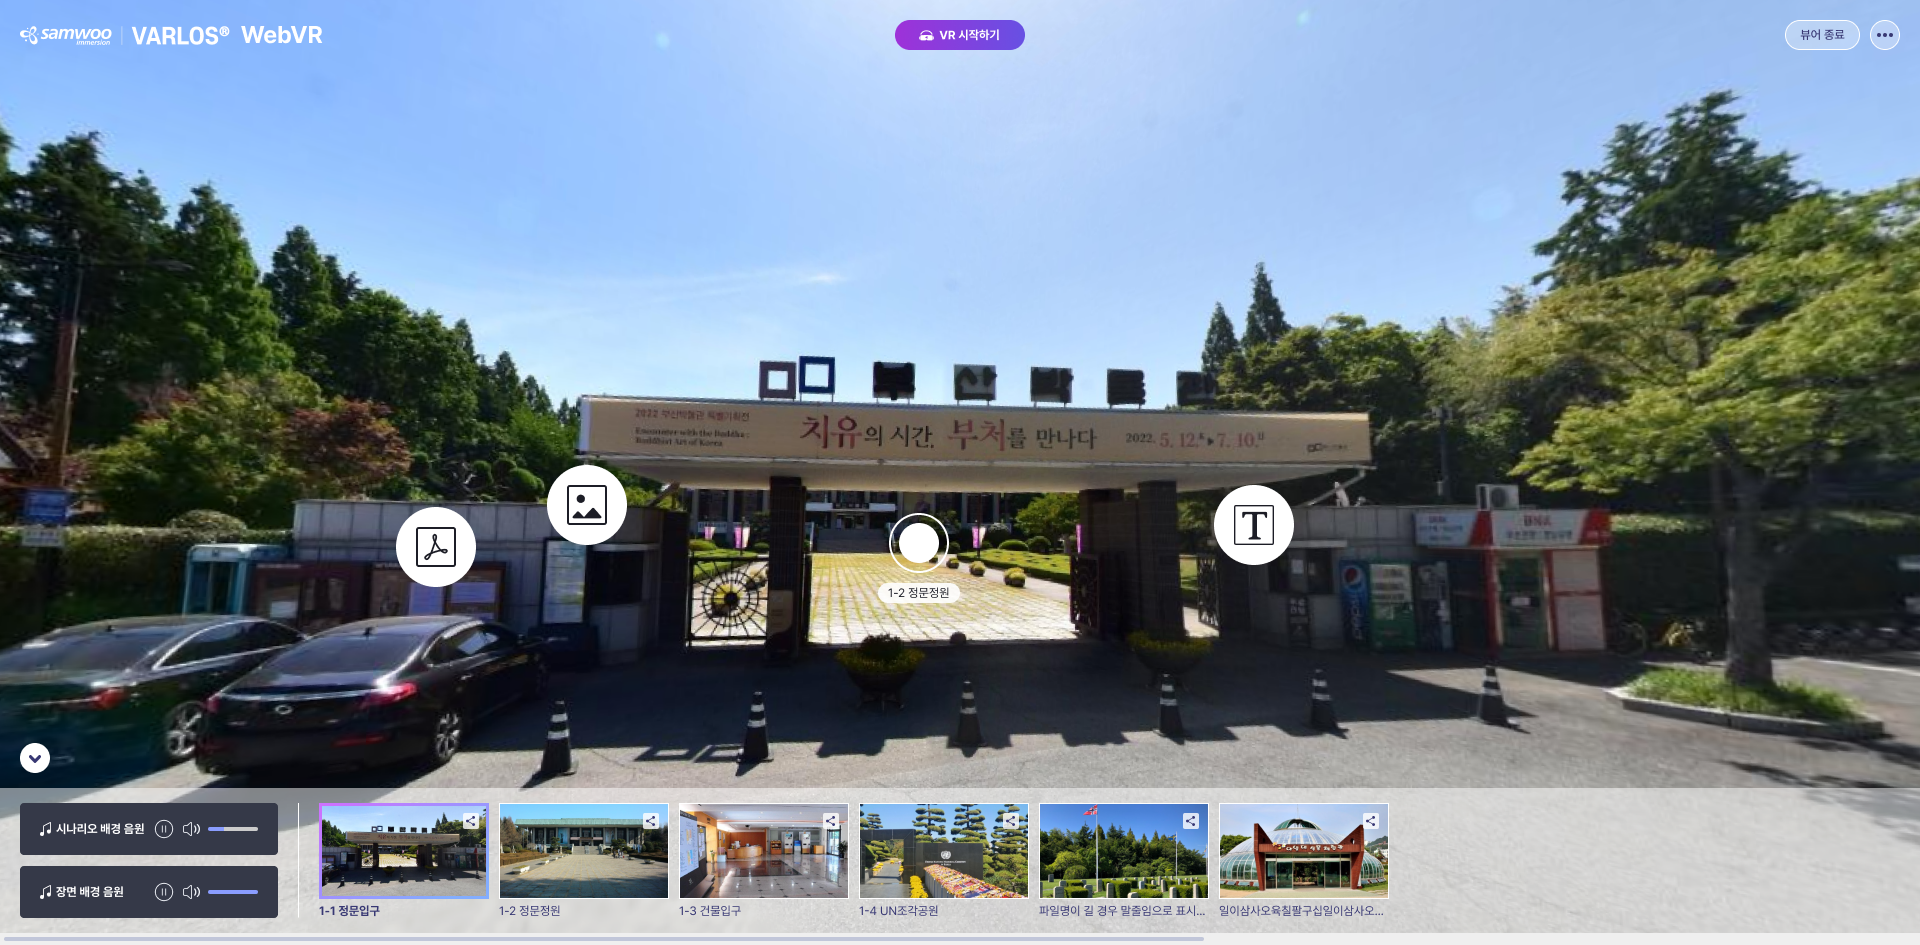 samwoo
immersion
VARLOS® WebVR
VR 시작하기
뷰어 종료
2022 부산박물관 특별기획전
Encounter with the Buddha:
Buddhist Art of Korea
치유의 시간, 부처를 만나다
2022. 5. 12.목▶7. 10.일
BNA
pepsi
T
1-2 정문정원
시나리오 배경 음원
장면 배경 음원
1-1 정문입구
1-2 정문정원
1-3 건물입구
1-4 UN조각공원
파일명이 길 경우 말줄임으로 표시...
일이삼사오육칠팔구십일이삼사오...